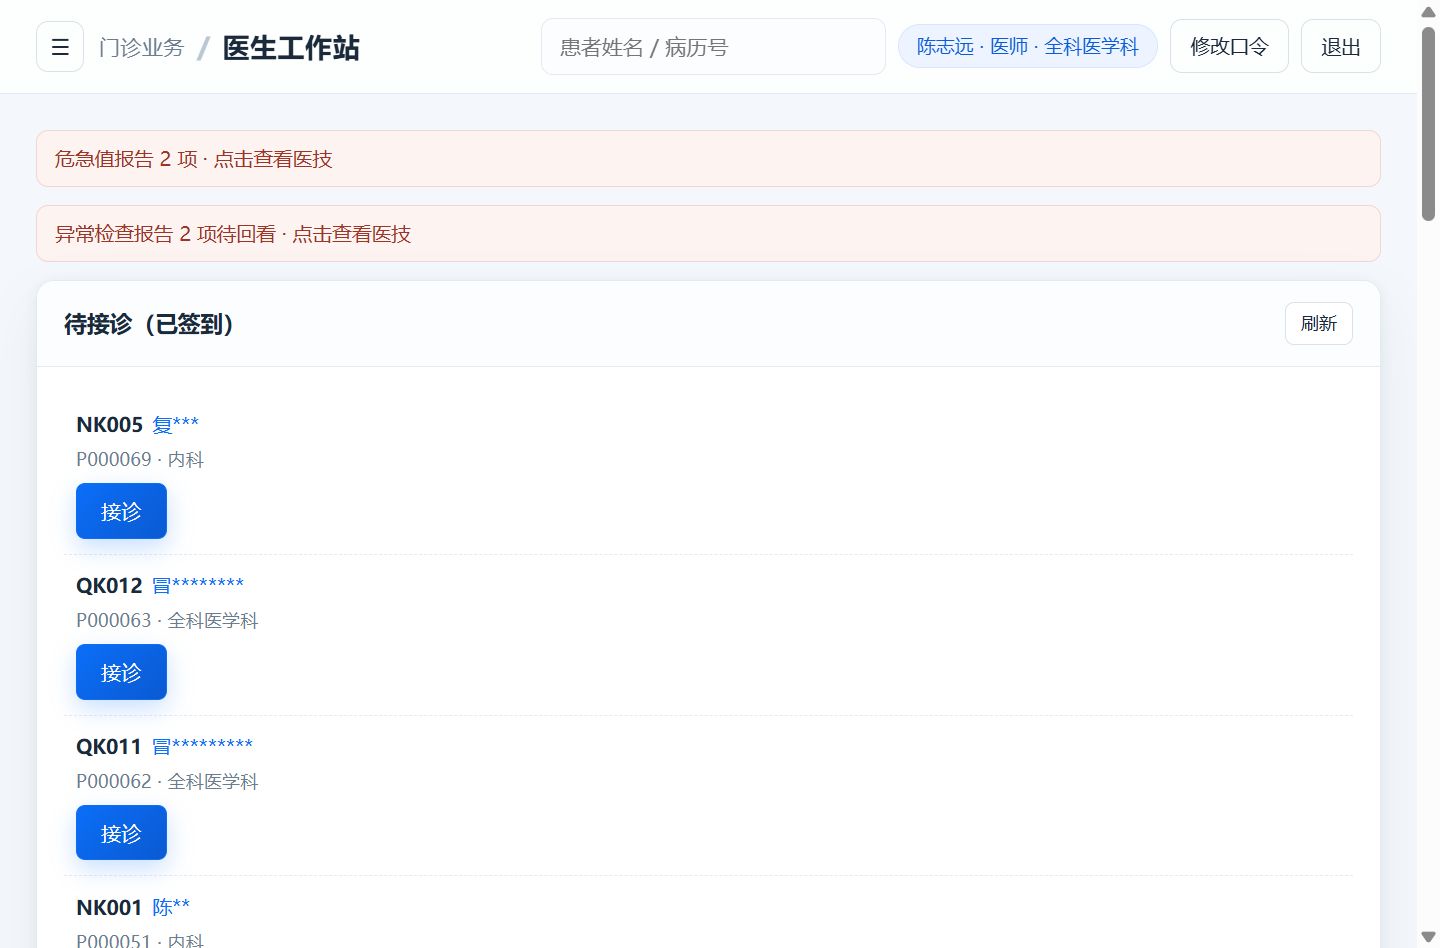 ☰ 门诊业务 / 医生工作站 患者姓名 / 病历号 陈志远 · 医师 · 全科医学科 修改口令 退出
危急值报告 2 项 · 点击查看医技
异常检查报告 2 项待回看 · 点击查看医技
待接诊（已签到） 刷新
NK005 复***
P000069 · 内科
接诊
QK012 冒********
P000063 · 全科医学科
接诊
QK011 冒*********
P000062 · 全科医学科
接诊
NK001 陈**
P000051 · 内科